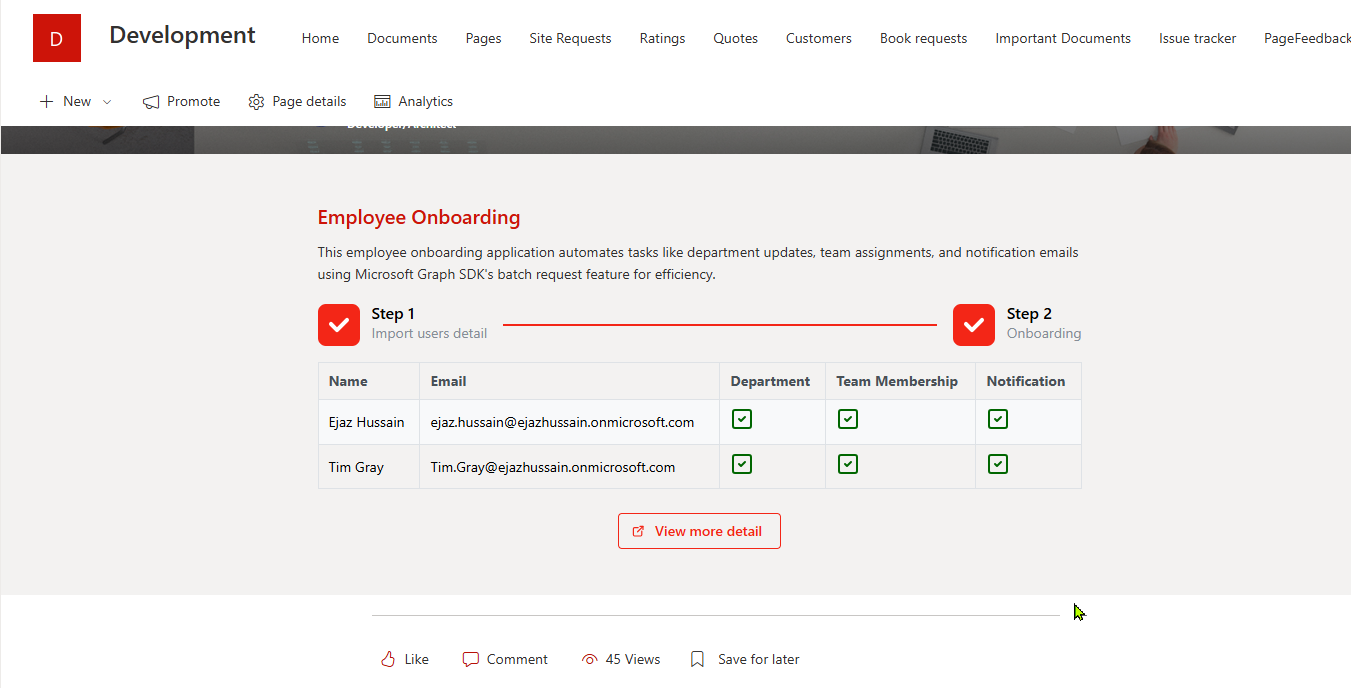 D
Development
Home Documents Pages Site Requests Ratings Quotes Customers Book requests Important Documents Issue tracker PageFeedback
New Promote Page details Analytics
Developer/Architect
Employee Onboarding
This employee onboarding application automates tasks like department updates, team assignments, and notification emails
using Microsoft Graph SDK's batch request feature for efficiency.
Step 1
Import users detail
Step 2
Onboarding
Name Email Department Team Membership Notification
Ejaz Hussain ejaz.hussain@ejazhussain.onmicrosoft.com
Tim Gray Tim.Gray@ejazhussain.onmicrosoft.com
View more detail
Like Comment 45 Views Save for later